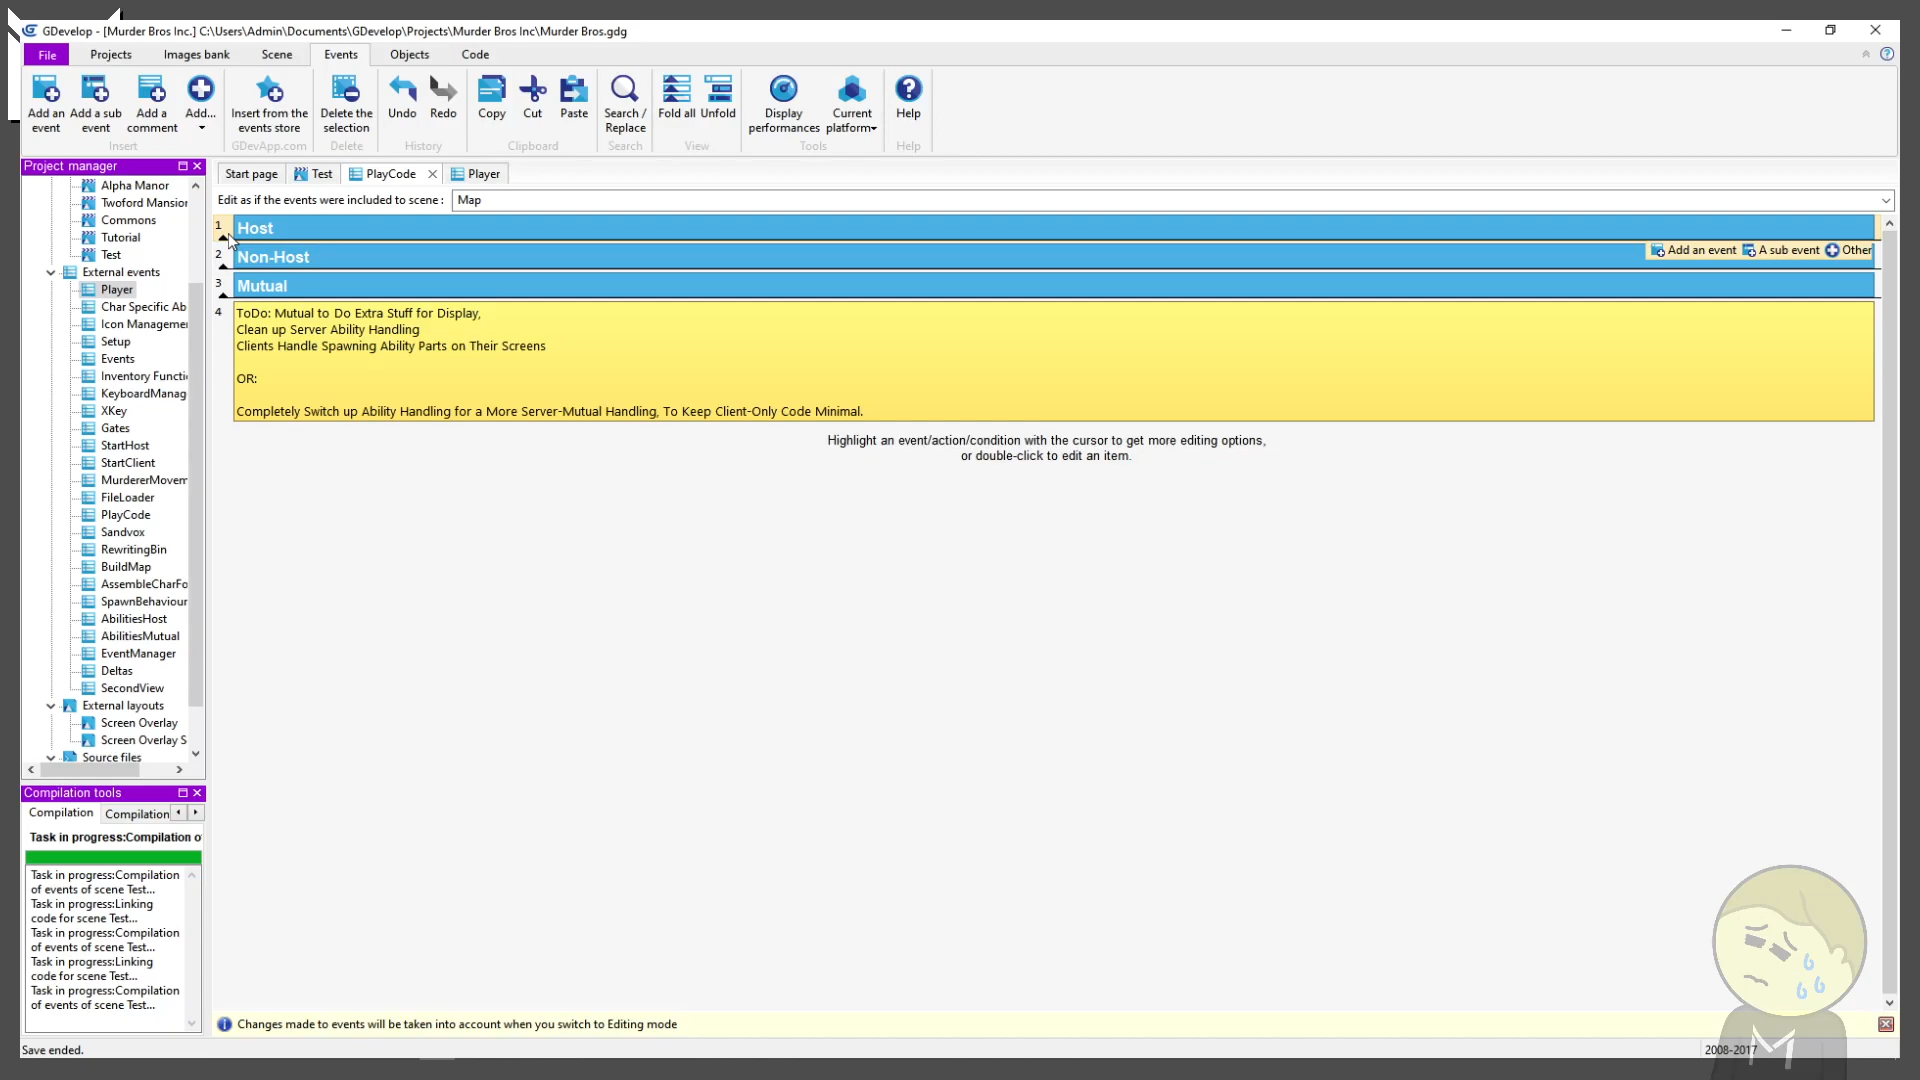 GDevelop - [Murder Bros Inc.] C:\Users\Admin\Documents\GDevelop\Projects\Murder Bros Inc\Murder Bros.gdg
File Projects Images bank Scene Events Objects Code
Add an event
Add a sub event
Add a comment
Add...
Insert
Insert from the events store
GDevApp.com
Delete the selection
Delete
Undo
Redo
History
Copy
Cut
Paste
Clipboard
Search / Replace
Search
Fold all
Unfold
View
Display performances
Current platform
Tools
Help
Help
Project manager
Alpha Manor
Twoford Mansion
Commons
Tutorial
Test
External events
Player
Char Specific Ab
Icon Manageme
Setup
Events
Inventory Functi
KeyboardManag
XKey
Gates
StartHost
StartClient
MurdererMovem
FileLoader
PlayCode
Sandvox
RewritingBin
BuildMap
AssembleCharFo
SpawnBehaviour
AbilitiesHost
AbilitiesMutual
EventManager
Deltas
SecondView
External layouts
Screen Overlay
Screen Overlay S
Source files
Compilation tools
Compilation Compilation
Task in progress:Compilation o
Task in progress:Compilation
of events of scene Test...
Task in progress:Linking
code for scene Test...
Task in progress:Compilation
of events of scene Test...
Task in progress:Linking
code for scene Test...
Task in progress:Compilation
of events of scene Test...
Start page Test PlayCode Player
Edit as if the events were included to scene : Map
1 Host
2 Non-Host
Add an event A sub event Other
3 Mutual
4 ToDo: Mutual to Do Extra Stuff for Display,
Clean up Server Ability Handling
Clients Handle Spawning Ability Parts on Their Screens
OR:
Completely Switch up Ability Handling for a More Server-Mutual Handling, To Keep Client-Only Code Minimal.
Highlight an event/action/condition with the cursor to get more editing options,
or double-click to edit an item.
Changes made to events will be taken into account when you switch to Editing mode
Save ended.
2008-2017
M